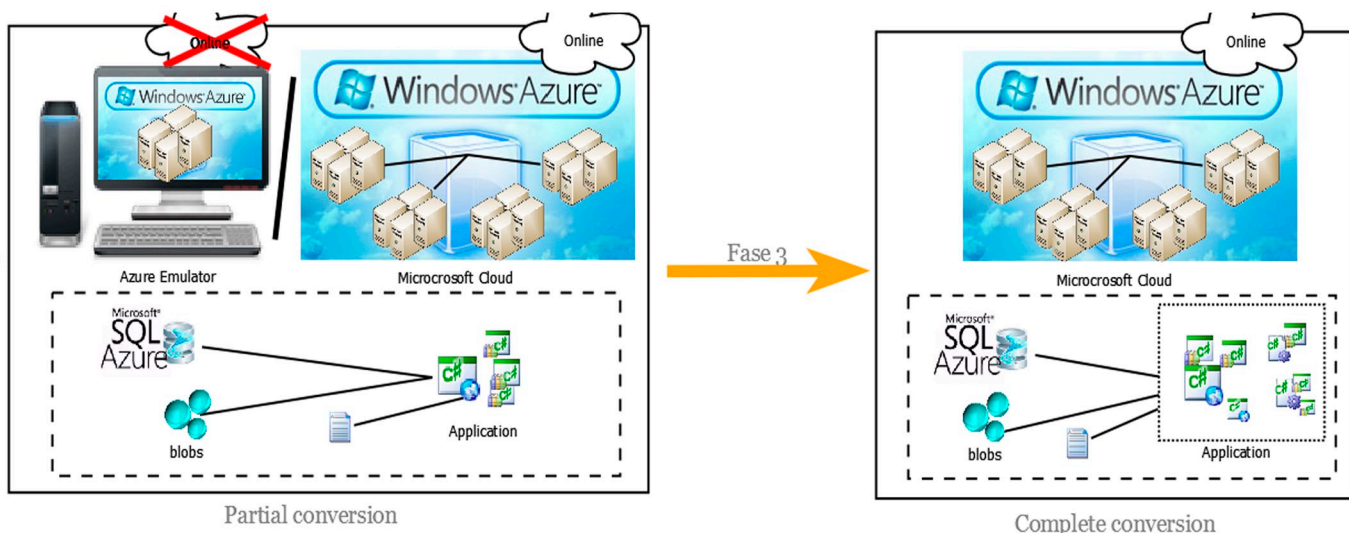 Online
Online
Windows Azure
Windows Azure
Azure Emulator
Microcrosoft Cloud
Microsoft®
SQL
Azure
C#
blobs
Application
Partial conversion
Fase 3
Online
Windows Azure
Microcrosoft Cloud
Microsoft®
SQL
Azure
C#
blobs
Application
Complete conversion